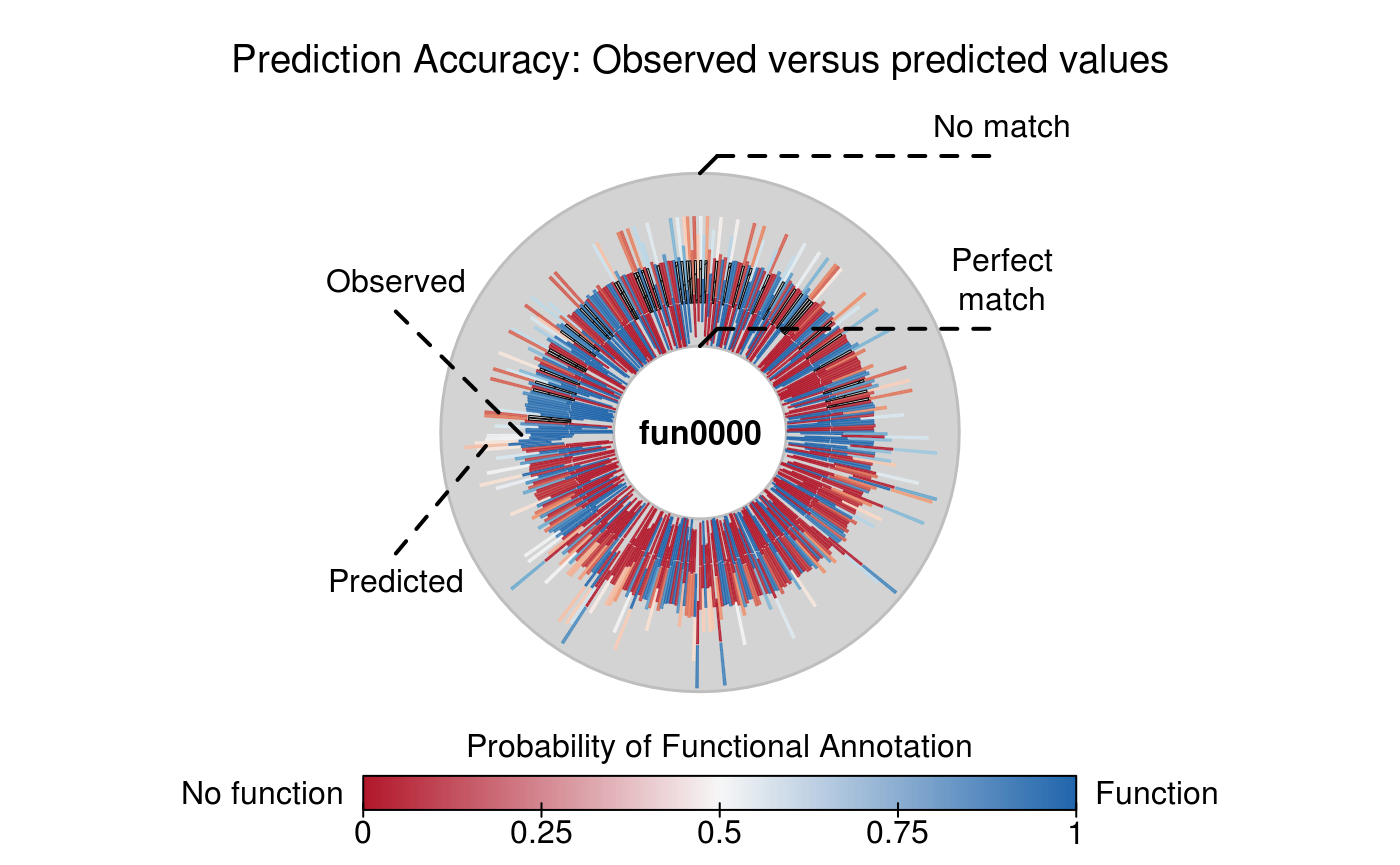 Prediction Accuracy: Observed versus predicted values
No match
Perfect
match
Observed
fun0000
Predicted
Probability of Functional Annotation
No function
Function
0
0.25
0.5
0.75
1